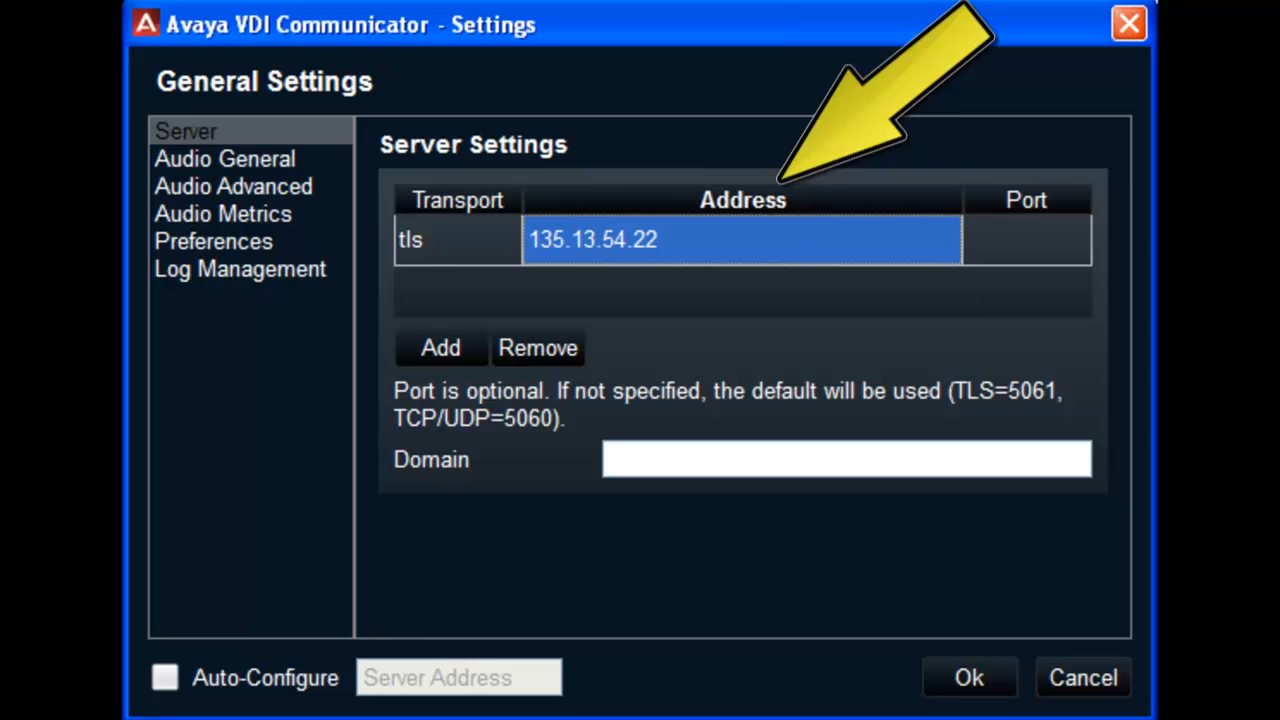 Avaya VDI Communicator - Settings
General Settings
Server
Audio General
Audio Advanced
Audio Metrics
Preferences
Log Management
Server Settings
Transport Address Port
tls 135.13.54.22
Add Remove
Port is optional. If not specified, the default will be used (TLS=5061,
TCP/UDP=5060).
Domain
Auto-Configure Server Address Ok Cancel